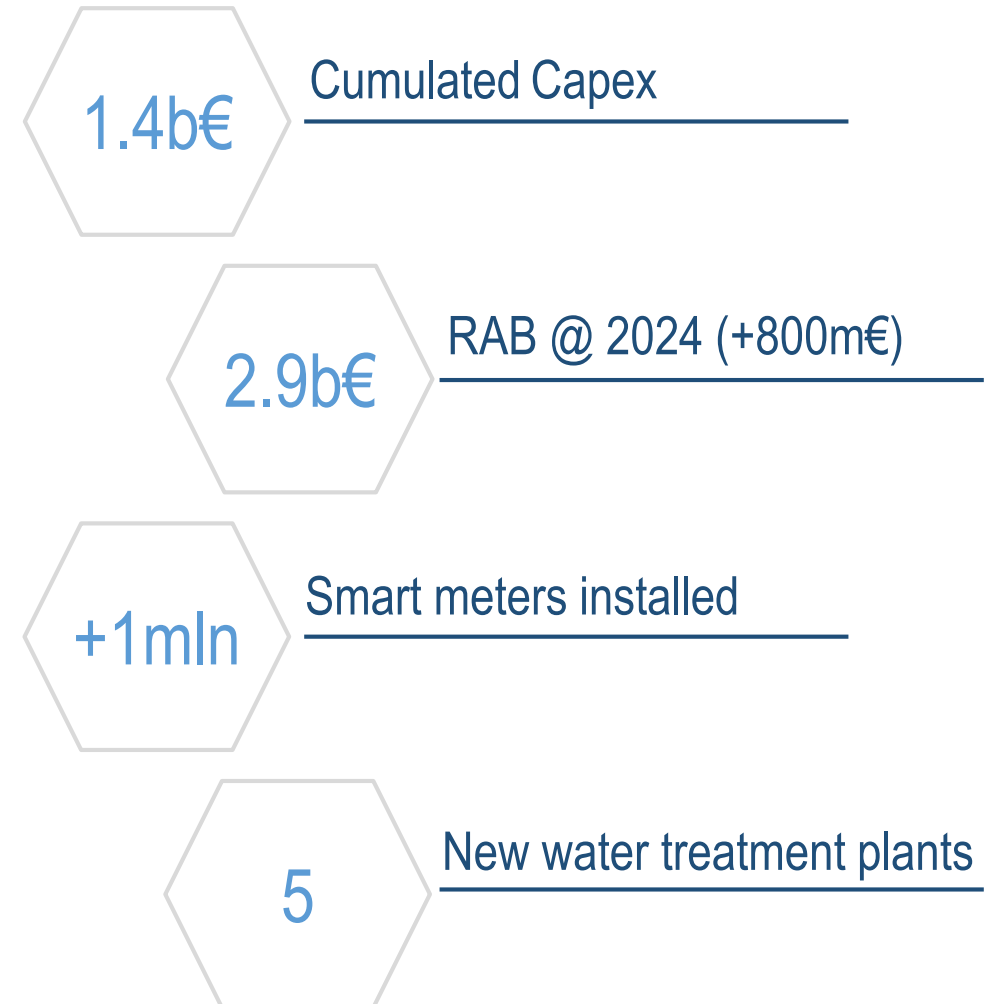 1.4b€
Cumulated Capex
2.9b€
RAB @ 2024 (+800m€)
+1mln
Smart meters installed
5
New water treatment plants